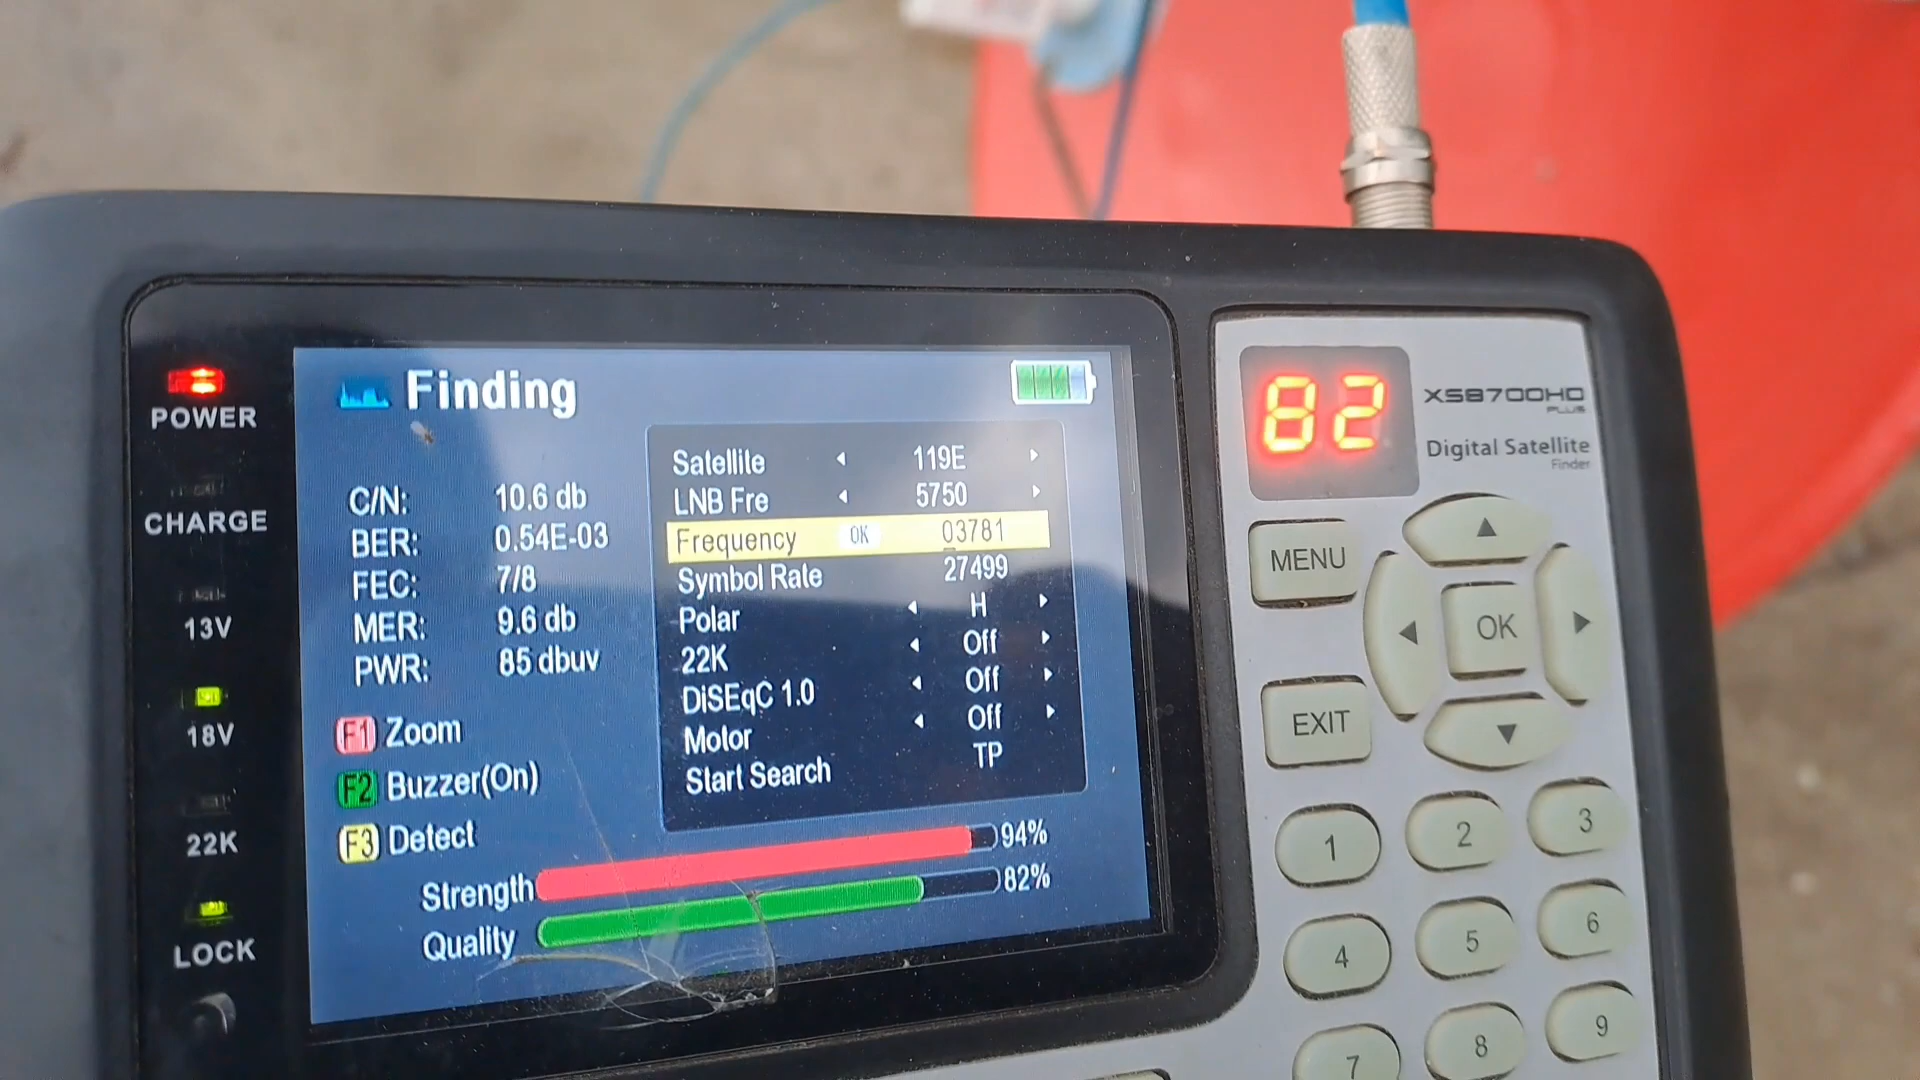 Finding
C/N: 10.6 db
BER: 0.54E-03
FEC: 7/8
MER: 9.6 db
PWR: 85 dbuv
F1 Zoom
F2 Buzzer(On)
F3 Detect
Satellite 119E
LNB Fre 5750
Frequency OK 03781
Symbol Rate 27499
Polar H
22K Off
DiSEqC 1.0 Off
Motor Off
Start Search TP
Strength 94%
Quality 82%
POWER
CHARGE
13V
18V
22K
LOCK
82
XS8700HD
PLUS
Digital Satellite
Finder
MENU
OK
EXIT
1 2 3
4 5 6
7 8 9